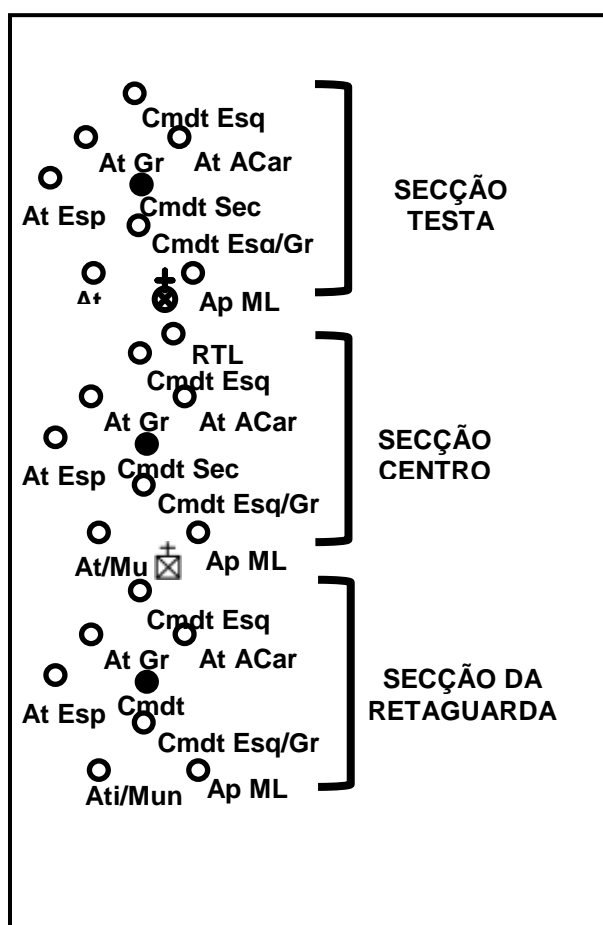 Cmdt Esq
At Gr
At ACar
At Esp
Cmdt Sec
Cmdt Esq/Gr
At
Ap ML
SECÇÃO
TESTA
RTL
Cmdt Esq
At Gr
At ACar
At Esp
Cmdt Sec
Cmdt Esq/Gr
At/Mu
Ap ML
SECÇÃO
CENTRO
Cmdt Esq
At Gr
At ACar
At Esp
Cmdt
Cmdt Esq/Gr
Ati/Mun
Ap ML
SECÇÃO DA
RETAGUARDA